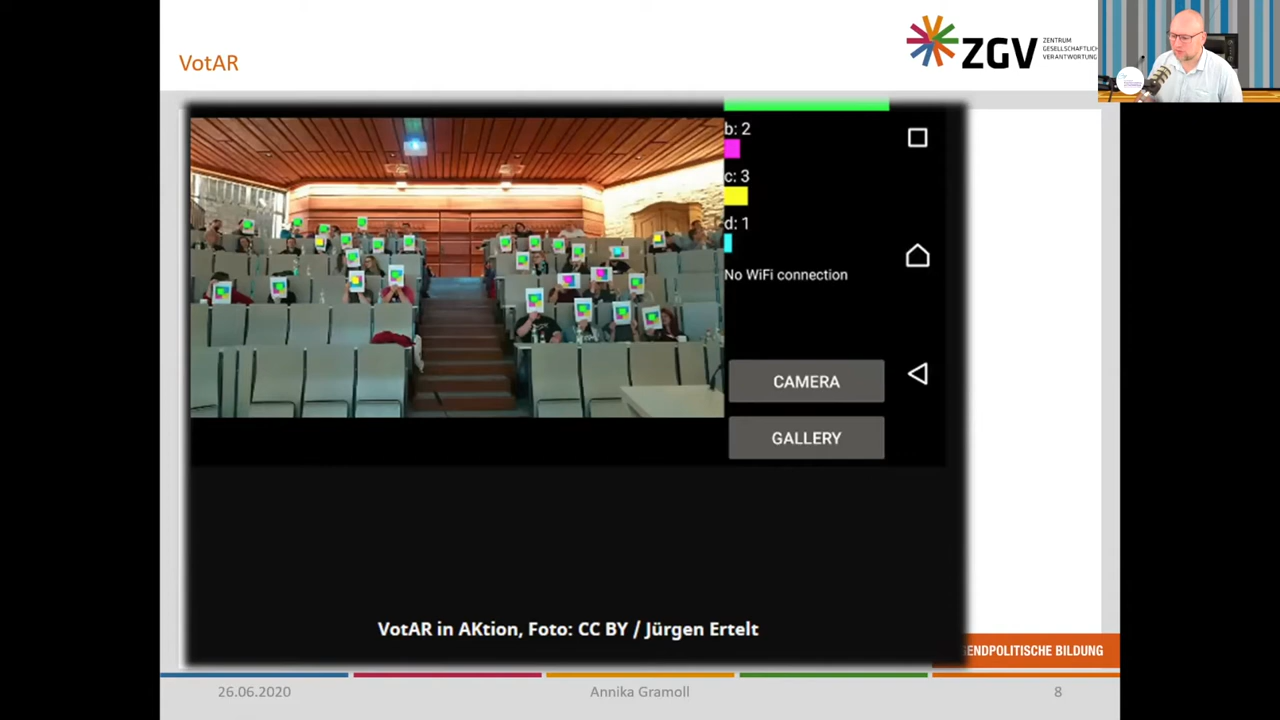 VotAR
ZGV
ZENTRUM
GESELLSCHAFTLICH
VERANTWORTUNG
b: 2
c: 3
d: 1
No WiFi connection
CAMERA
GALLERY
VotAR in AKtion, Foto: CC BY / Jürgen Ertelt
ENDPOLITISCHE BILDUNG
26.06.2020
Annika Gramoll
8